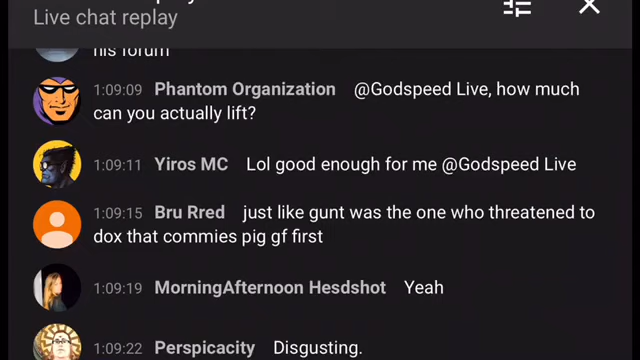 Live chat replay
his forum
1:09:09 Phantom Organization @Godspeed Live, how much
can you actually lift?
1:09:11 Yiros MC Lol good enough for me @Godspeed Live
1:09:15 Bru Rred just like gunt was the one who threatened to
dox that commies pig gf first
1:09:19 MorningAfternoon Hesdshot Yeah
1:09:22 Perspicacity Disgusting.